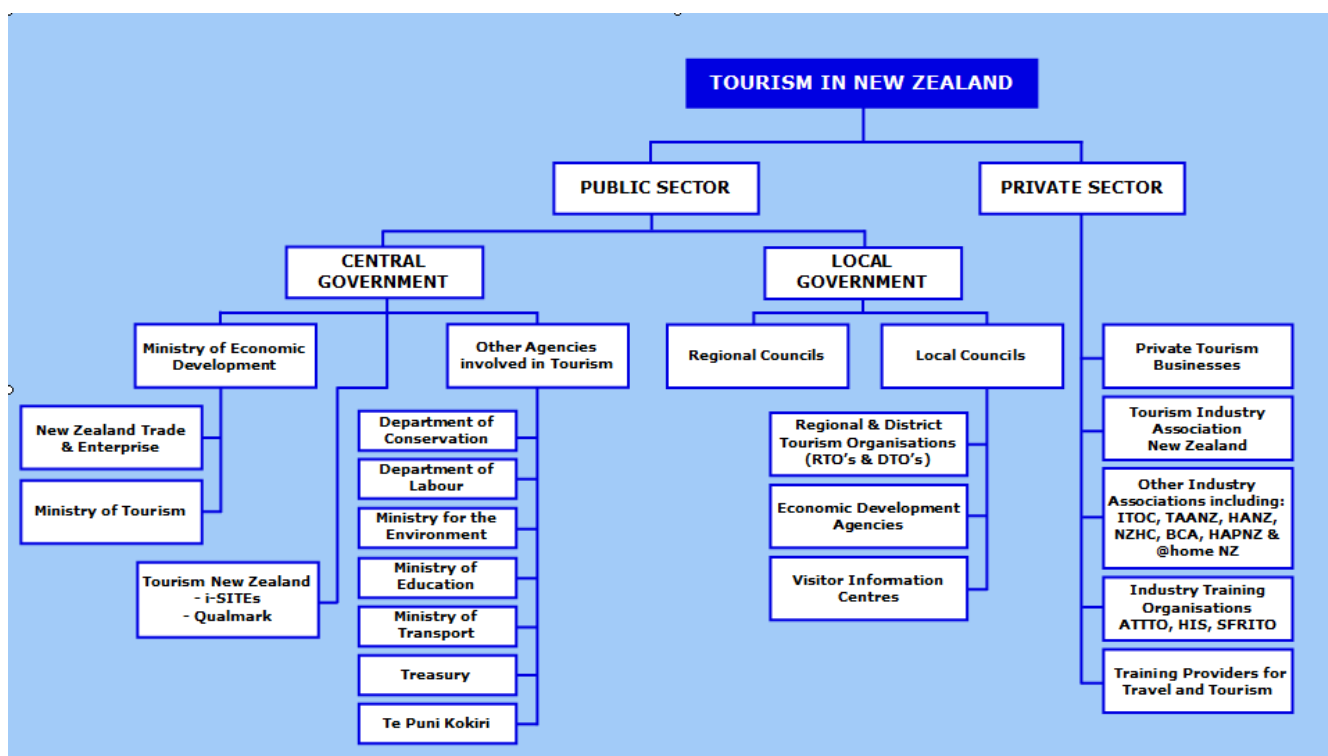 TOURISM IN NEW ZEALAND
PUBLIC SECTOR
PRIVATE SECTOR
CENTRAL
GOVERNMENT
LOCAL
GOVERNMENT
Ministry of Economic
Development
Other Agencies
involved in Tourism
Regional Councils
Local Councils
New Zealand Trade
& Enterprise
Ministry of Tourism
Tourism New Zealand
- i-SITEs
- Qualmark
Department of
Conservation
Department of
Labour
Ministry for the
Environment
Ministry of
Education
Ministry of
Transport
Treasury
Te Puni Kokiri
Regional & District
Tourism Organisations
(RTO's & DTO's)
Economic Development
Agencies
Visitor Information
Centres
Private Tourism
Businesses
Tourism Industry
Association
New Zealand
Other Industry
Associations including:
ITOC, TAANZ, HANZ,
NZHC, BCA, HAPNZ &
@home NZ
Industry Training
Organisations
ATTTO, HIS, SFRITO
Training Providers for
Travel and Tourism